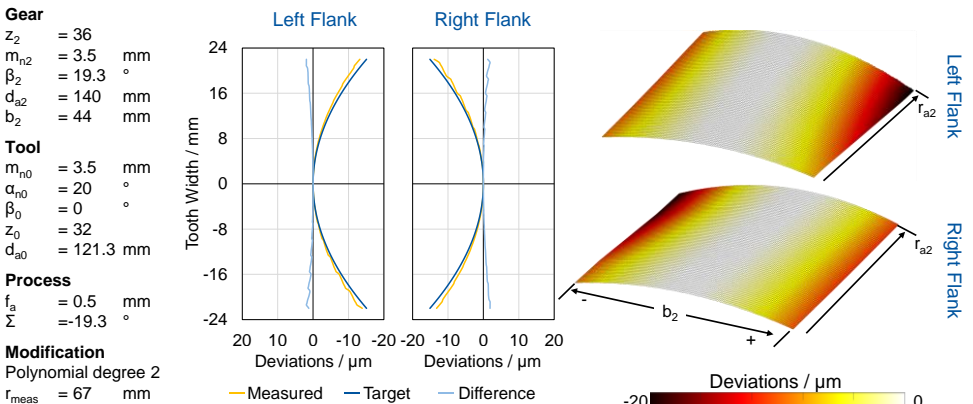 Gear
z2 = 36
mn2 = 3.5 mm
β2 = 19.3 °
da2 = 140 mm
b2 = 44 mm
Tool
mn0 = 3.5 mm
αn0 = 20 °
β0 = 0 °
z0 = 32
da0 = 121.3 mm
Process
fa = 0.5 mm
Σ =-19.3 °
Modification
Polynomial degree 2
rmeas = 67 mm
Left Flank
Right Flank
Tooth Width / mm
24
16
8
0
-8
-16
-24
20 10 0 -10 -20
-20 -10 0 10 20
Deviations / µm
Deviations / µm
Measured Target Difference
Left Flank
ra2
Right Flank
ra2
-
b2
+
Deviations / µm
-20 0